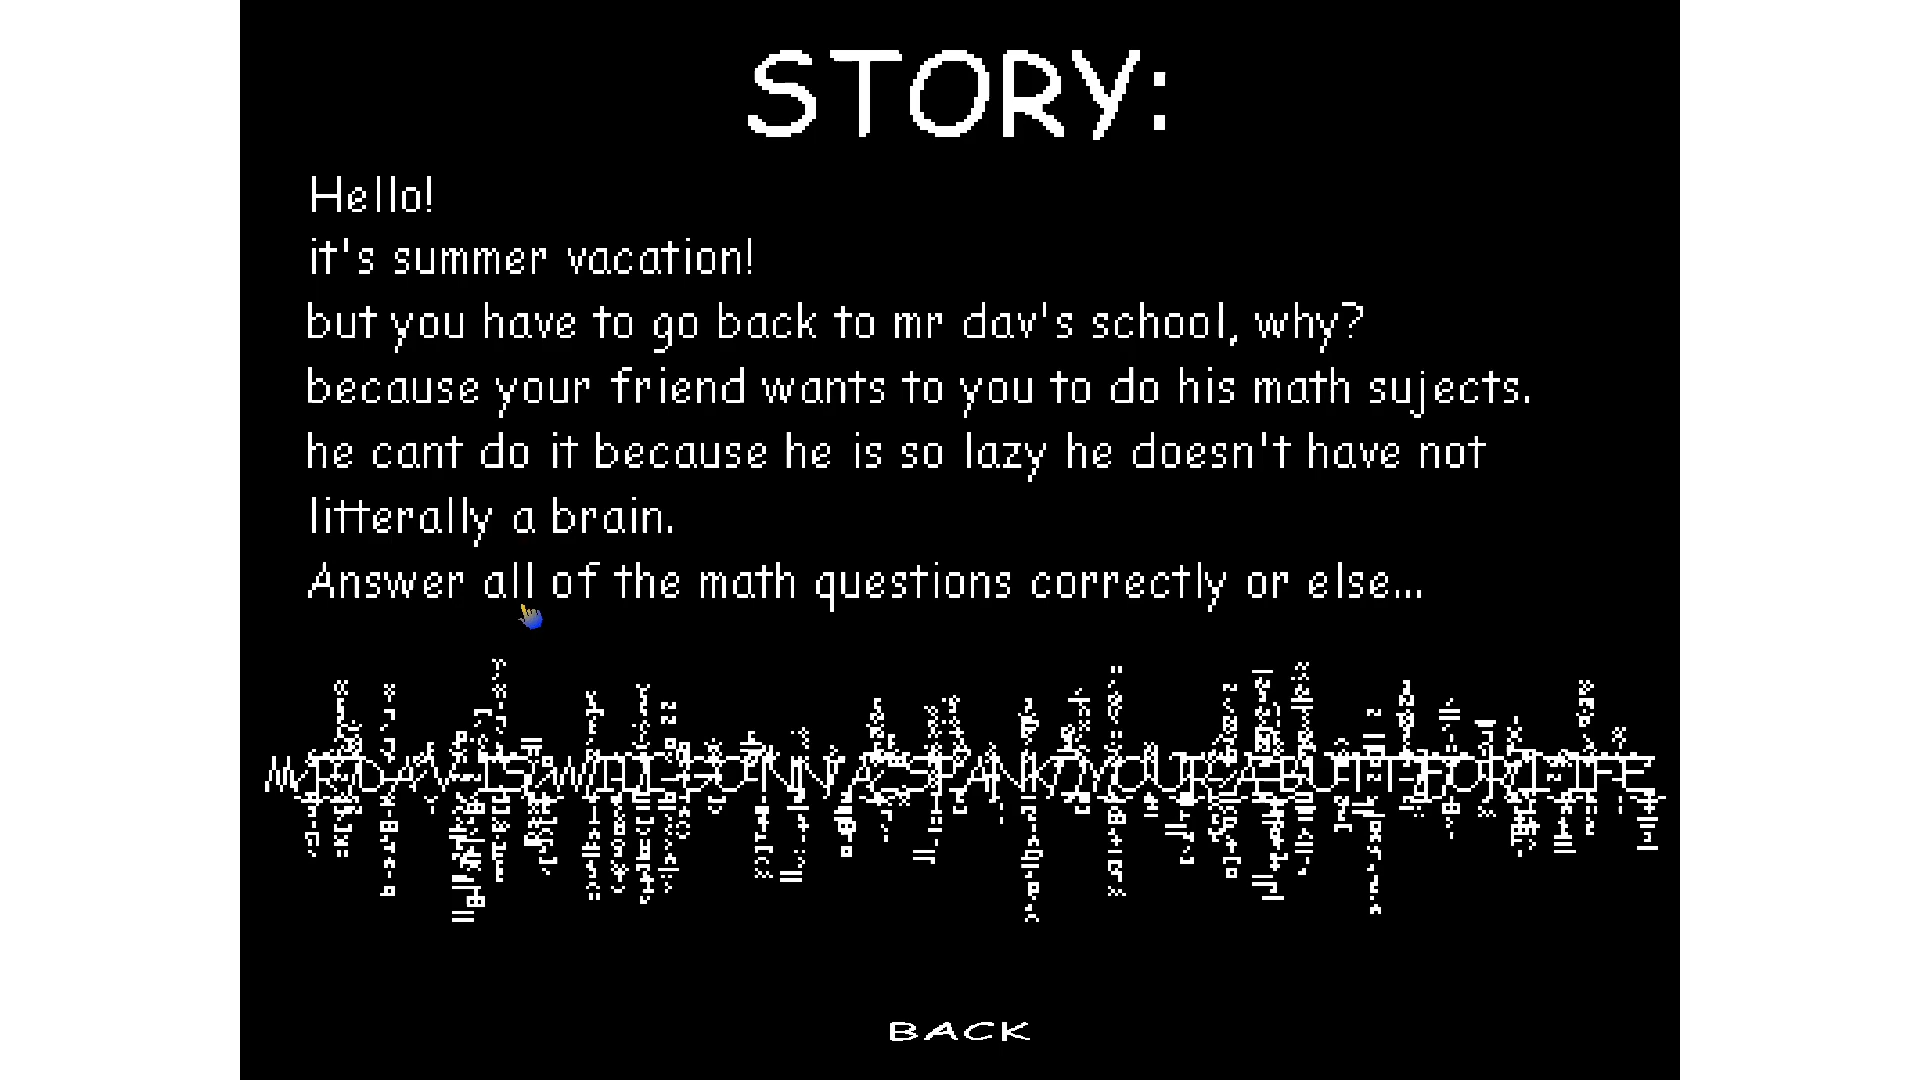 STORY:
Hello!
it's summer vacation!
but you have to go back to mr dav's school, why?
because your friend wants to you to do his math sujects.
he cant do it because he is so lazy he doesn't have not
litterally a brain.
Answer all of the math questions correctly or else...
BACK